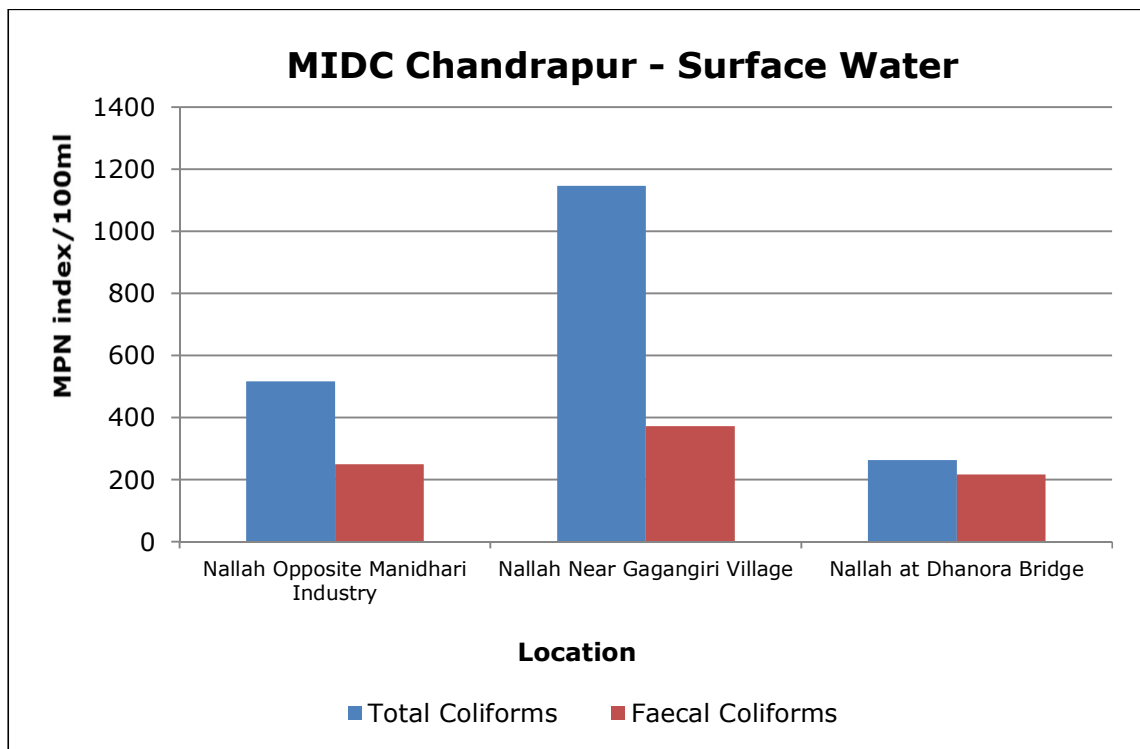 MIDC Chandrapur - Surface Water
MPN index/100ml
1400
1200
1000
800
600
400
200
0
Nallah Opposite Manidhari
Industry
Nallah Near Gagangiri Village
Nallah at Dhanora Bridge
Location
Total Coliforms
Faecal Coliforms